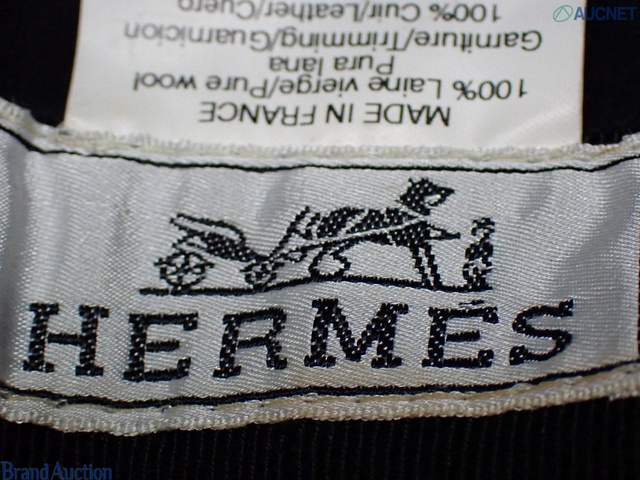 AUCNET
MADE IN FRANCE
100% Laine vierge/Pure wool
Pura lana
Garniture/Trimming/Guarnicion
100% Cuir/Leather/Cuero
HERMÈS
Brand Auction